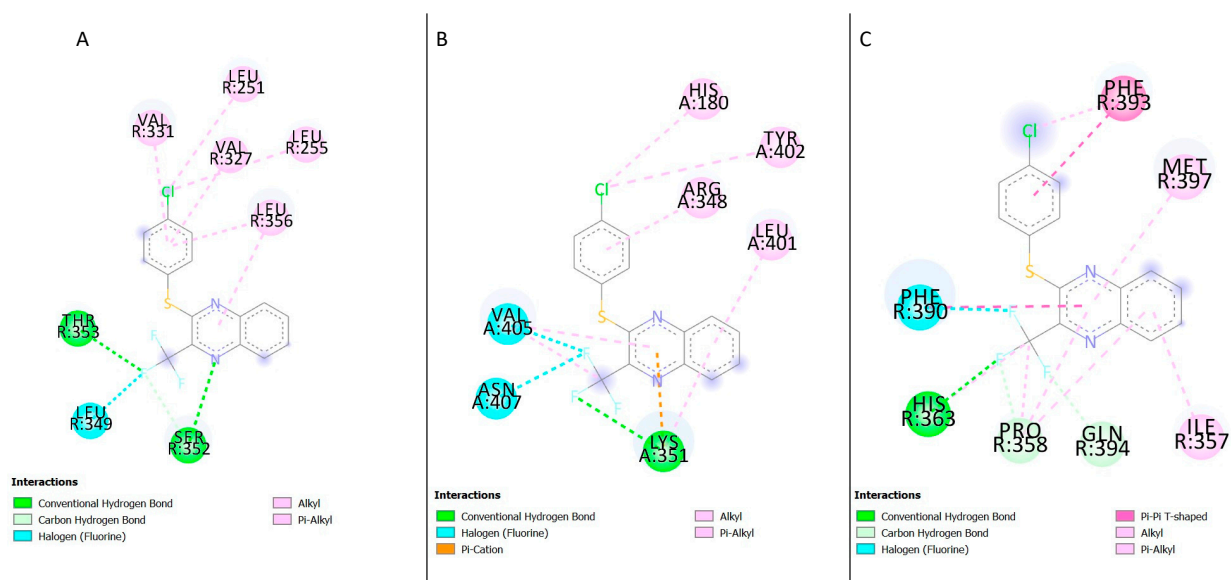 A
LEU
R:251
VAL
R:331
VAL
R:327
LEU
R:255
Cl
LEU
R:356
S
N
THR
R:353
F
F
F
N
LEU
R:349
SER
R:352
Interactions
Conventional Hydrogen Bond
Carbon Hydrogen Bond
Halogen (Fluorine)
Alkyl
Pi-Alkyl
B
HIS
A:180
TYR
A:402
Cl
ARG
A:348
LEU
A:401
VAL
A:405
S
N
F
F
F
N
ASN
A:407
LYS
A:351
Interactions
Conventional Hydrogen Bond
Halogen (Fluorine)
Pi-Cation
Alkyl
Pi-Alkyl
C
PHE
R:393
Cl
MET
R:397
S
N
PHE
R:390
F
F
F
N
HIS
R:363
PRO
R:358
GLN
R:394
ILE
R:357
Interactions
Conventional Hydrogen Bond
Carbon Hydrogen Bond
Halogen (Fluorine)
Pi-Pi T-shaped
Alkyl
Pi-Alkyl